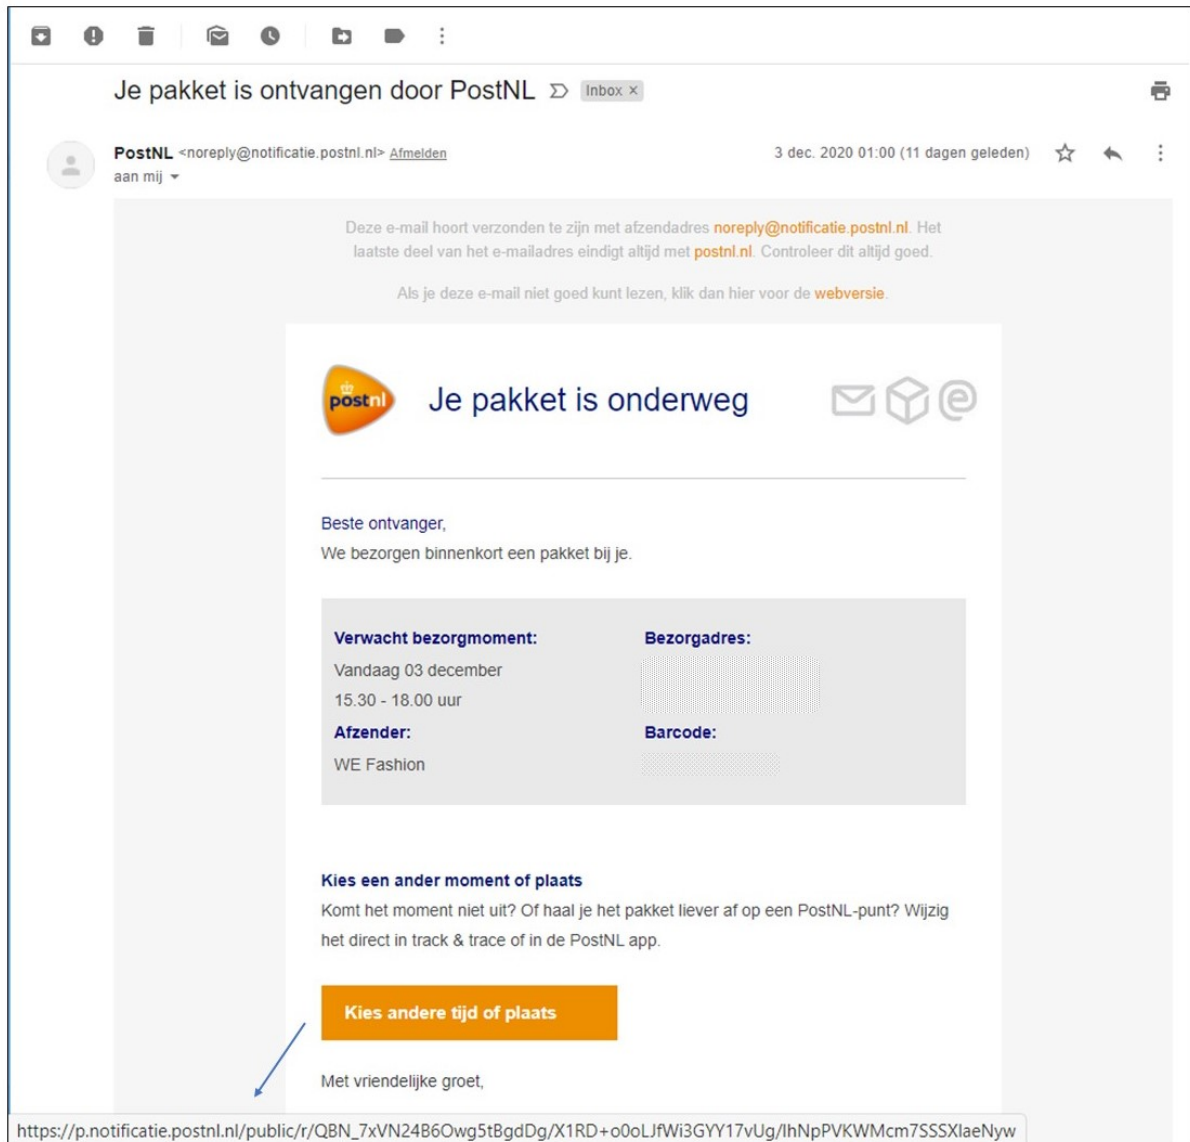 Je pakket is ontvangen door PostNL Inbox ×
PostNL <noreply@notificatie.postnl.nl> Afmelden
3 dec. 2020 01:00 (11 dagen geleden)
aan mij
Deze e-mail hoort verzonden te zijn met afzendadres noreply@notificatie.postnl.nl. Het
laatste deel van het e-mailadres eindigt altijd met postnl.nl. Controleer dit altijd goed.
Als je deze e-mail niet goed kunt lezen, klik dan hier voor de webversie.
postnl
Je pakket is onderweg
Beste ontvanger,
We bezorgen binnenkort een pakket bij je.
Verwacht bezorgmoment:
Vandaag 03 december
15.30 - 18.00 uur
Afzender:
WE Fashion
Bezorgadres:
Barcode:
Kies een ander moment of plaats
Komt het moment niet uit? Of haal je het pakket liever af op een PostNL-punt? Wijzig
het direct in track & trace of in de PostNL app.
Kies andere tijd of plaats
Met vriendelijke groet,
https://p.notificatie.postnl.nl/public/r/QBN_7xVN24B6Owg5tBgdDg/X1RD+o0oLJfWi3GYY17vUg/IhNpPVKWMcm7SSSXlaeNyw